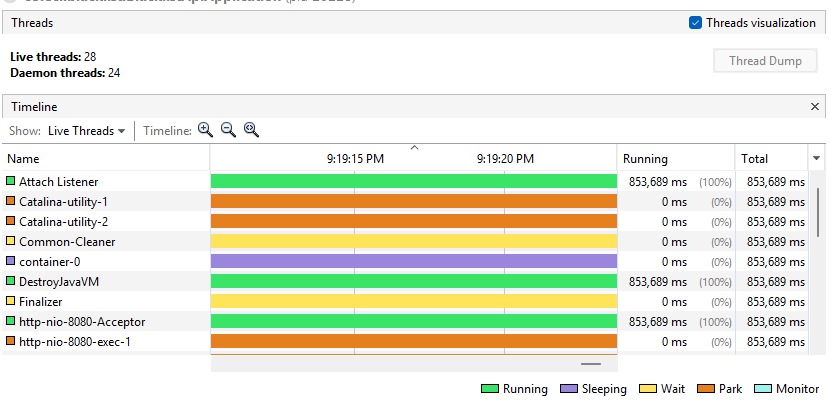 Threads
Threads visualization
Live threads: 28
Daemon threads: 24
Thread Dump
Timeline
Show: Live Threads Timeline:
Name 9:19:15 PM 9:19:20 PM Running Total
Attach Listener 853,689 ms (100%) 853,689 ms
Catalina-utility-1 0 ms (0%) 853,689 ms
Catalina-utility-2 0 ms (0%) 853,689 ms
Common-Cleaner 0 ms (0%) 853,689 ms
container-0 0 ms (0%) 853,689 ms
DestroyJavaVM 853,689 ms (100%) 853,689 ms
Finalizer 0 ms (0%) 853,689 ms
http-nio-8080-Acceptor 853,689 ms (100%) 853,689 ms
http-nio-8080-exec-1 0 ms (0%) 853,689 ms
Running Sleeping Wait Park Monitor